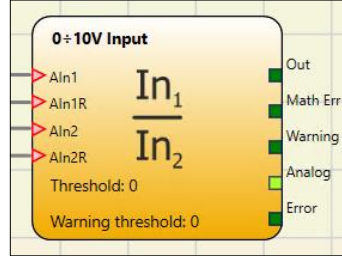 0÷10V Input
AIn1
AIn1R
AIn2
AIn2R
In₁
In₂
Threshold: 0
Warning threshold: 0
Out
Math Err
Warning
Analog
Error